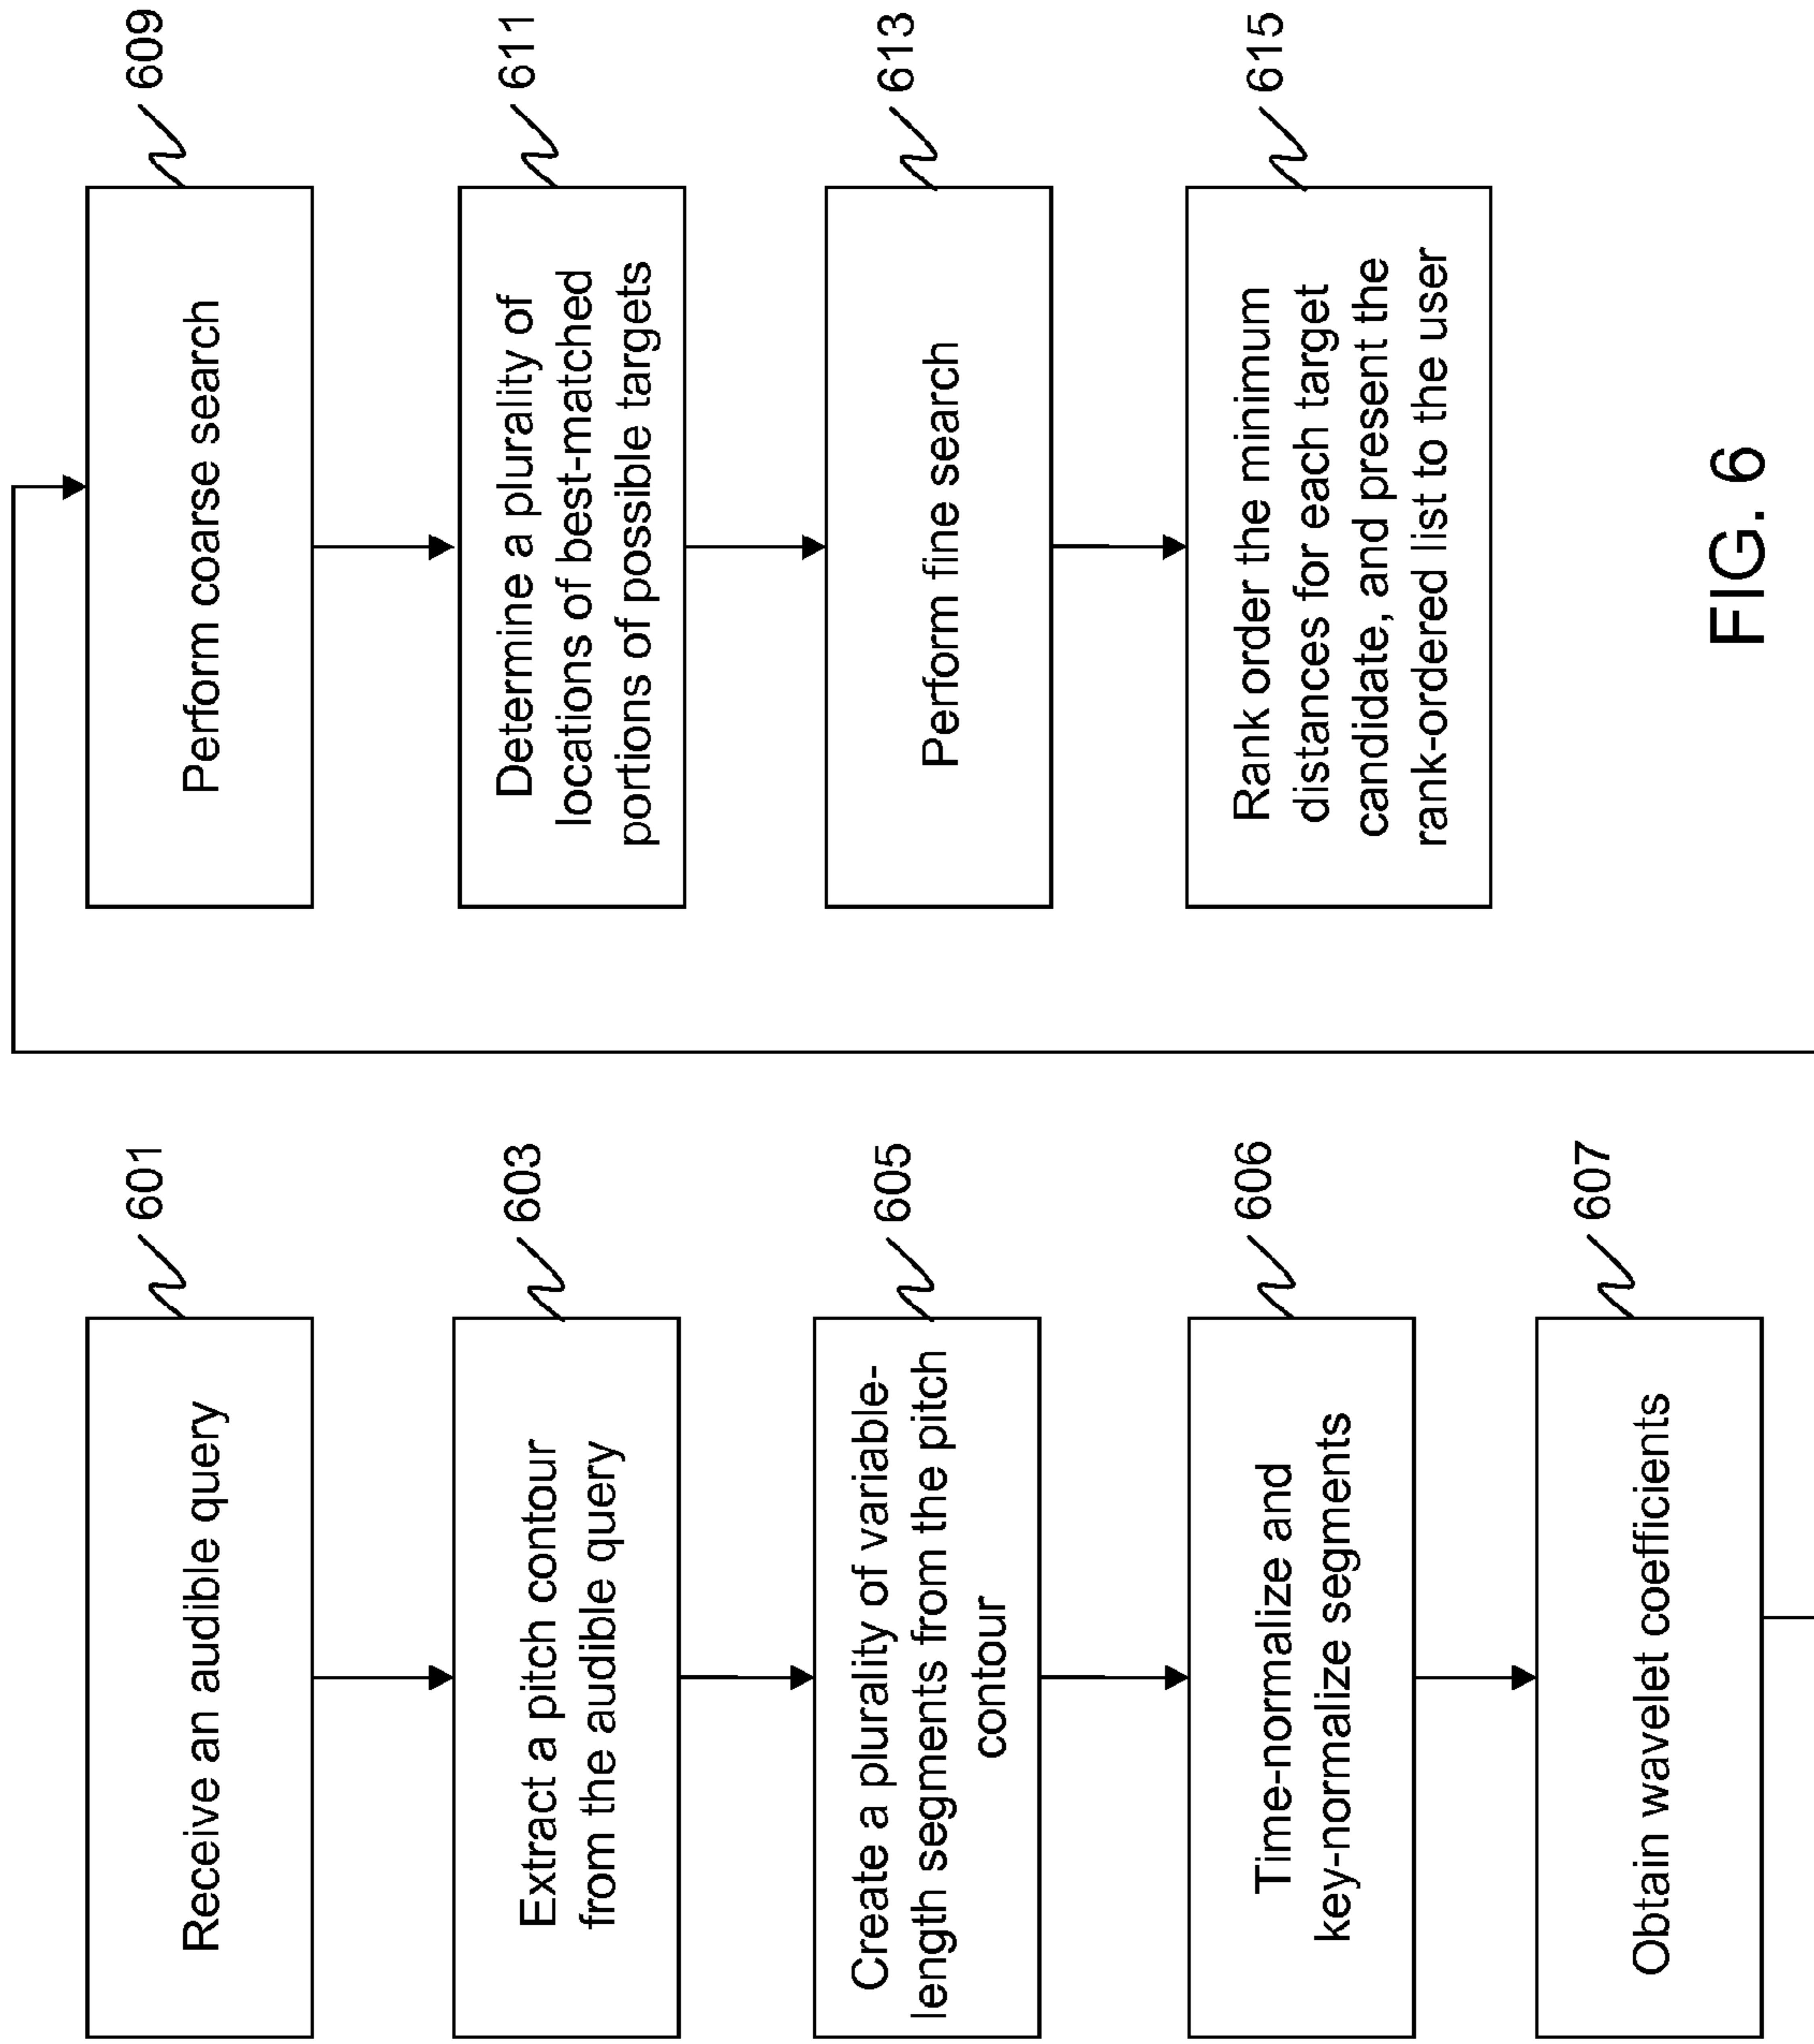 601
Receive an audible query
603
Extract a pitch contour
from the audible query
605
Create a plurality of variable-
length segments from the pitch
contour
606
Time-normalize and
key-normalize segments
607
Obtain wavelet coefficients
609
Perform coarse search
611
Determine a plurality of
locations of best-matched
portions of possible targets
613
Perform fine search
615
Rank order the minimum
distances for each target
candidate, and present the
rank-ordered list to the user
FIG. 6